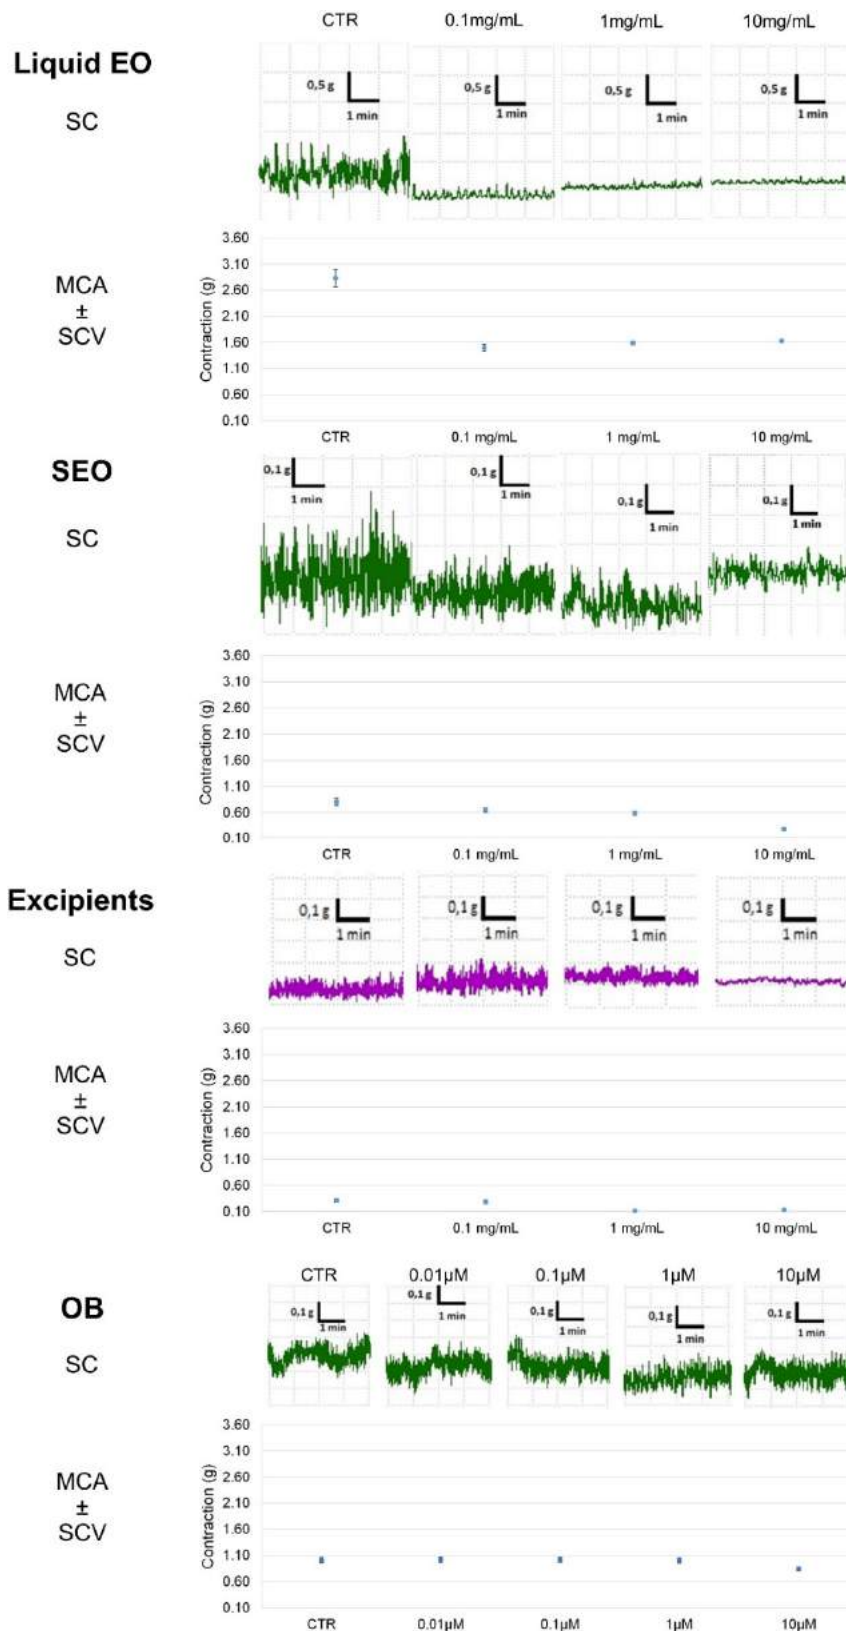 CTR 0.1mg/mL 1mg/mL 10mg/mL
Liquid EO
SC
0,5 g 0,5 g 0,5 g 0,5 g
1 min 1 min 1 min 1 min
MCA
±
SCV
Contraction (g)
3.60
3.10
2.60
2.10
1.60
1.10
0.60
0.10
CTR 0.1 mg/mL 1 mg/mL 10 mg/mL
SEO
SC
0,1 g 0,1 g 0,1 g 0,1 g
1 min 1 min 1 min 1 min
MCA
±
SCV
Contraction (g)
3.60
3.10
2.60
2.10
1.60
1.10
0.60
0.10
CTR 0.1 mg/mL 1 mg/mL 10 mg/mL
Excipients
SC
0,1 g 0,1 g 0,1 g 0,1 g
1 min 1 min 1 min 1 min
MCA
±
SCV
Contraction (g)
3.60
3.10
2.60
2.10
1.60
1.10
0.60
0.10
CTR 0.1 mg/mL 1 mg/mL 10 mg/mL
CTR 0.01µM 0.1µM 1µM 10µM
OB
SC
0,1 g 0,1 g 0,1 g 0,1 g 0,1 g
1 min 1 min 1 min 1 min 1 min
MCA
±
SCV
Contraction (g)
3.60
3.10
2.60
2.10
1.60
1.10
0.60
0.10
CTR 0.01µM 0.1µM 1µM 10µM